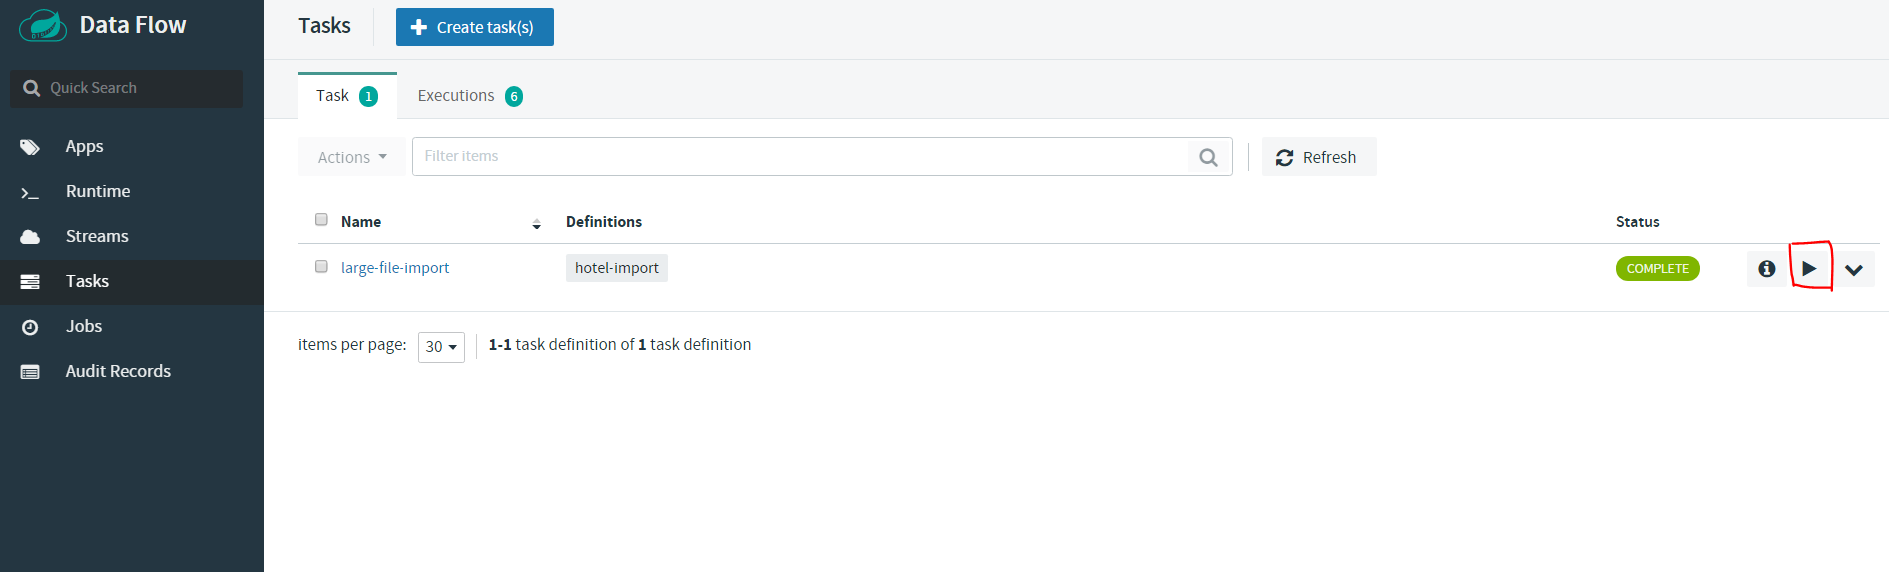 Data Flow
Quick Search
Apps
Runtime
Streams
Tasks
Jobs
Audit Records
Tasks
Create task(s)
Task 1 Executions 6
Actions Filter items Refresh
Name Definitions Status
large-file-import hotel-import COMPLETE
items per page: 30 1-1 task definition of 1 task definition